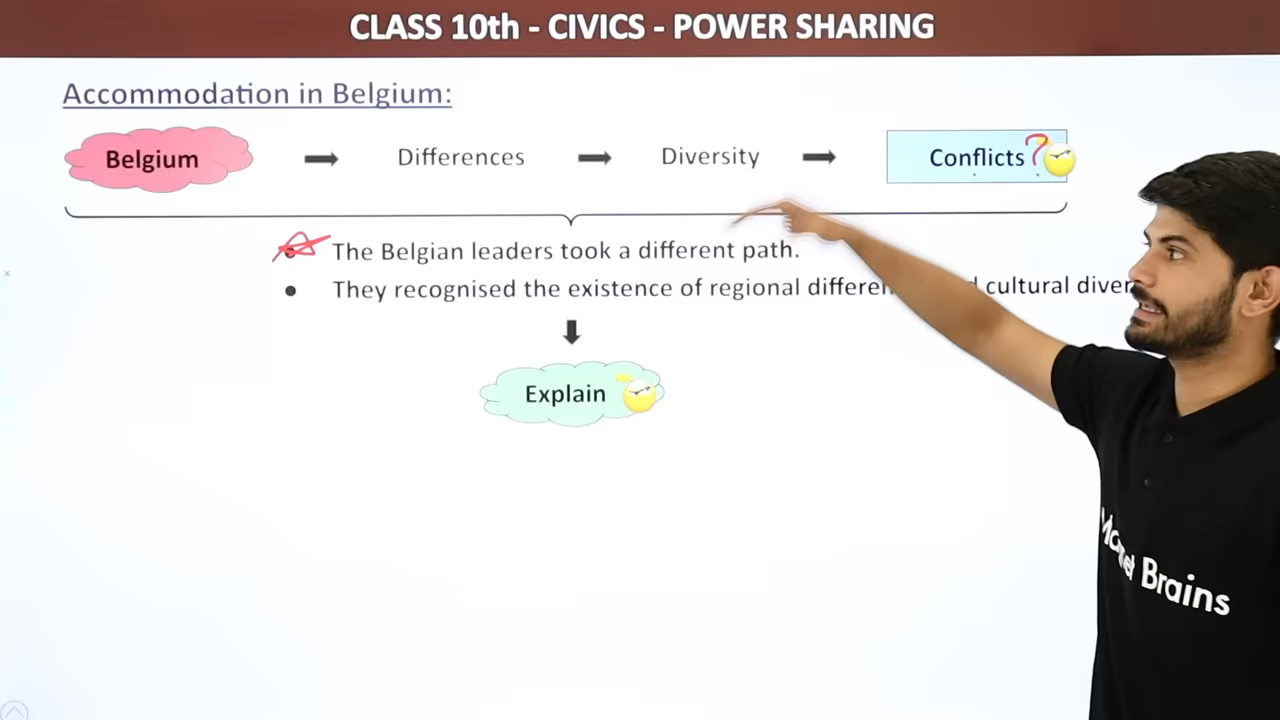 CLASS 10th - CIVICS - POWER SHARING
Accommodation in Belgium:
Belgium ➡ Differences ➡ Diversity ➡ Conflicts ?
The Belgian leaders took a different path.
• They recognised the existence of regional cultural
Explain
Brains